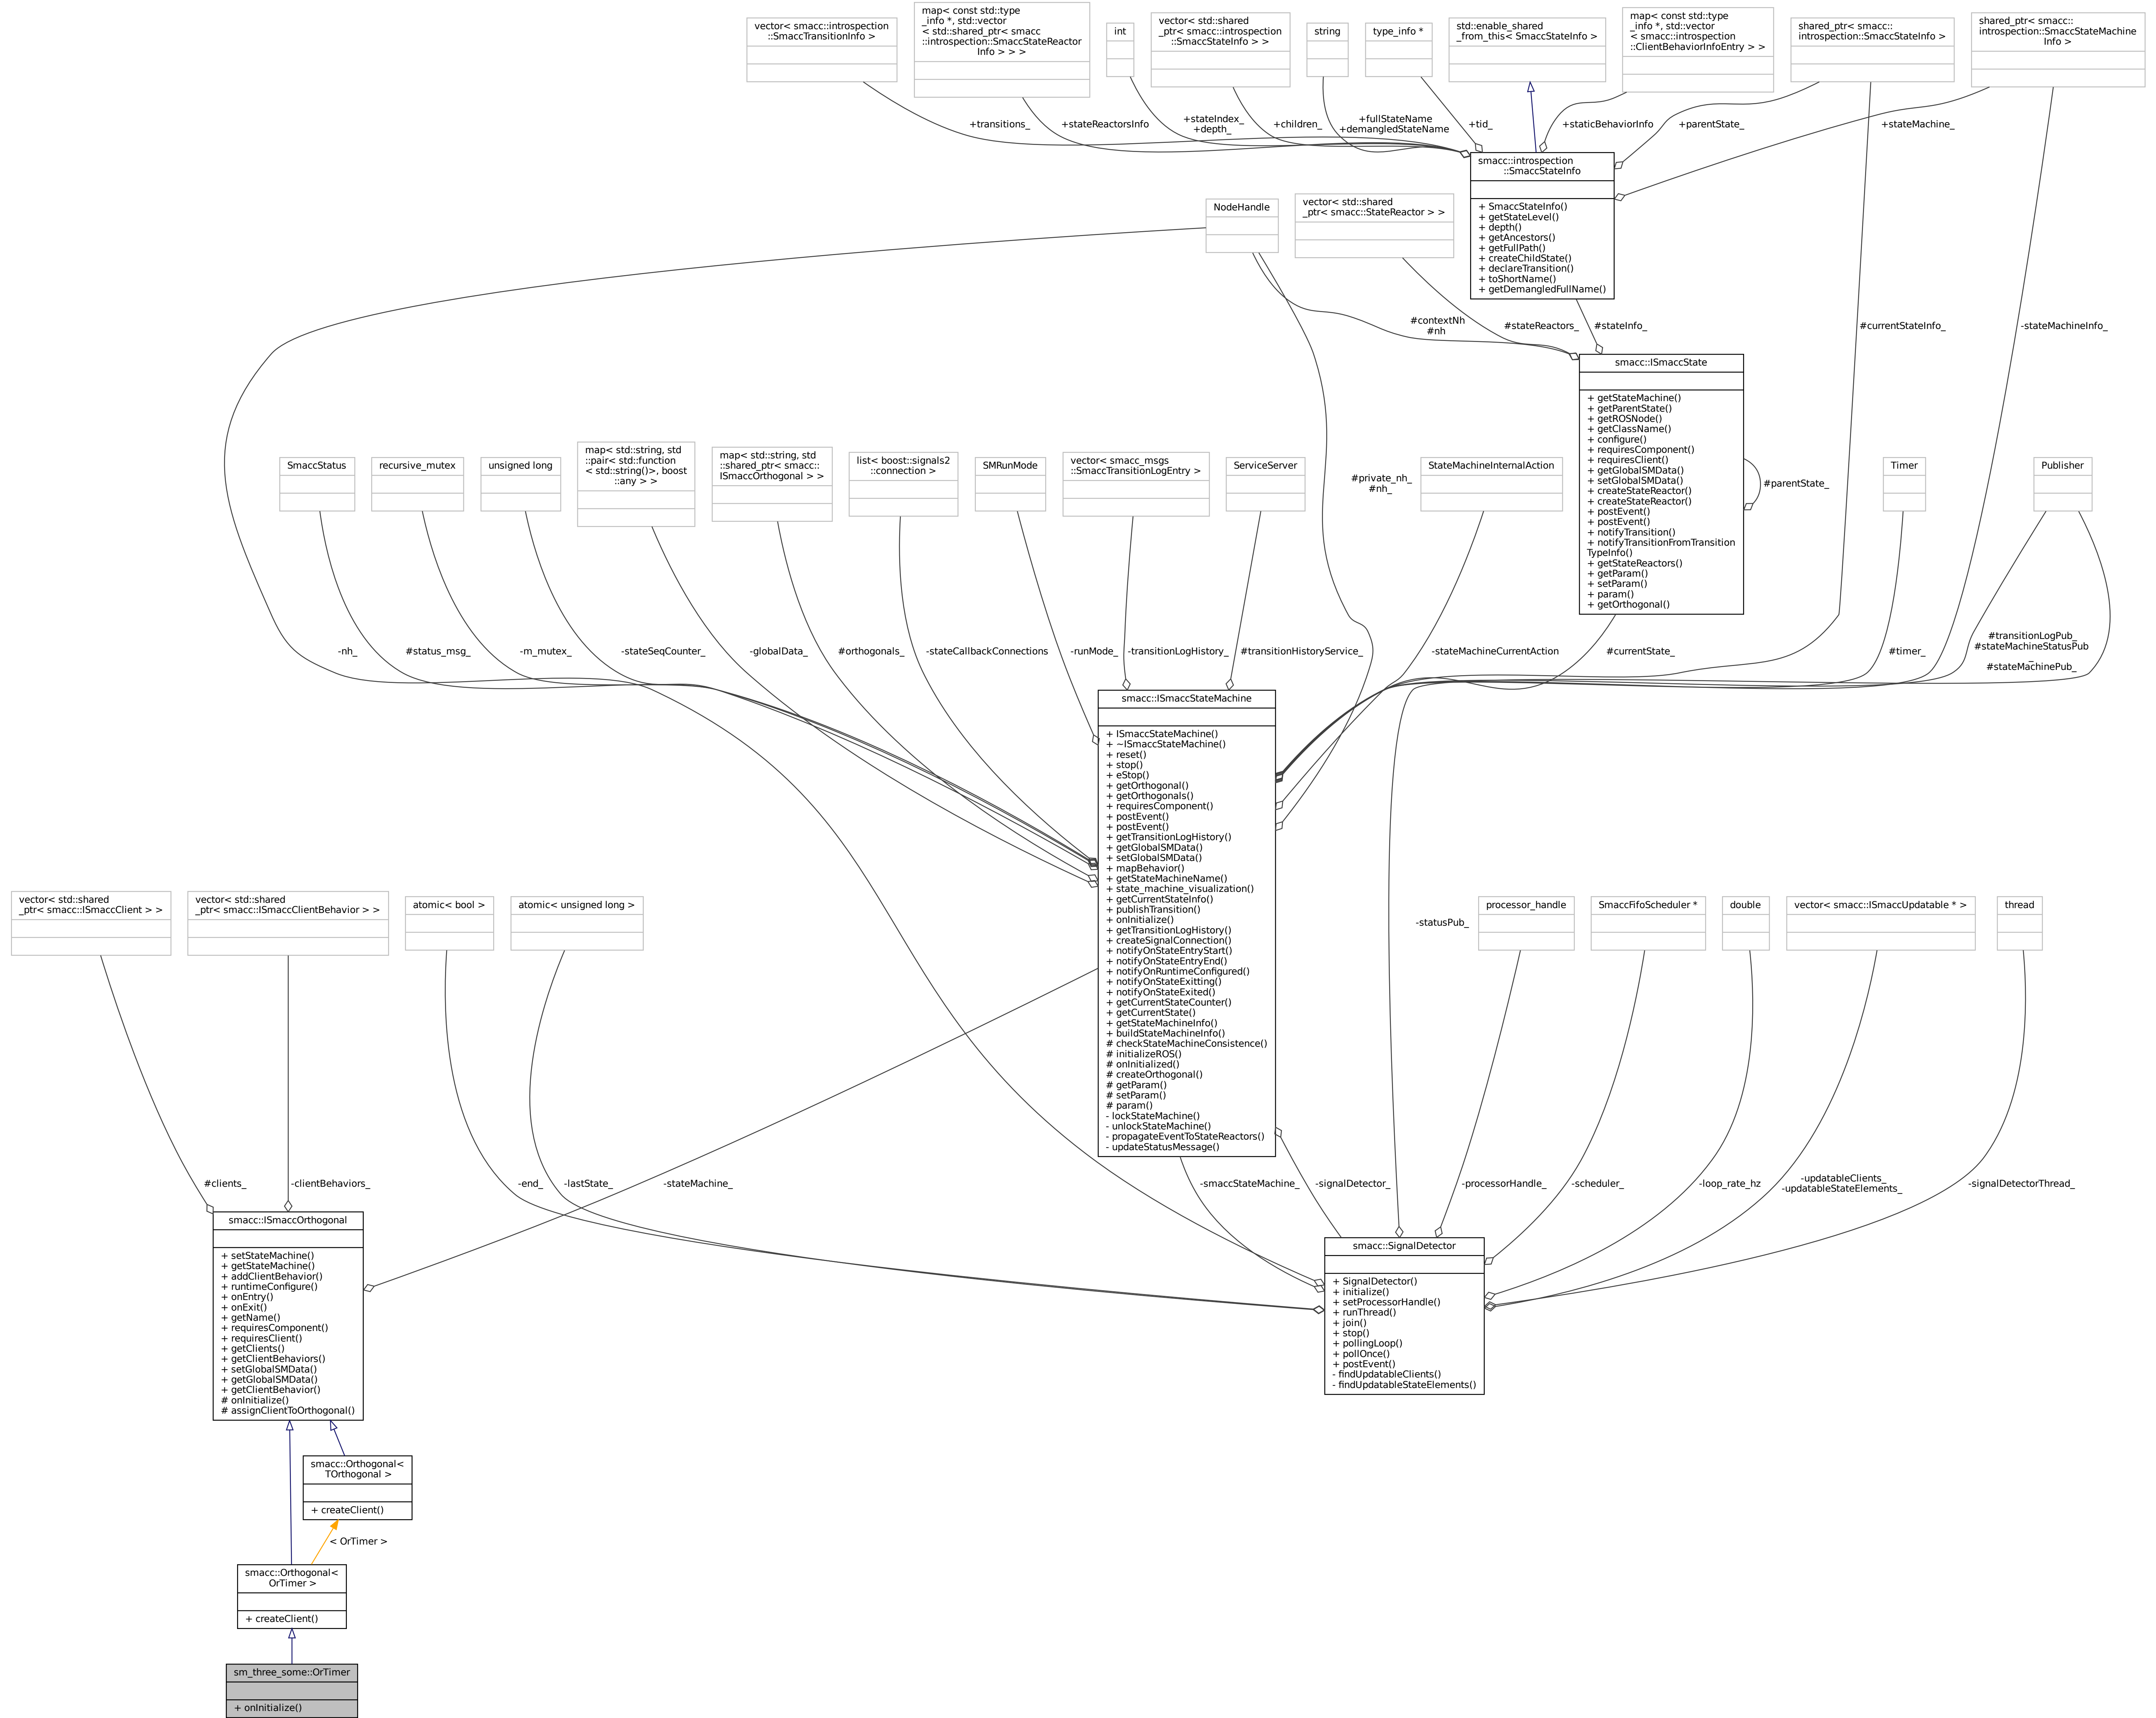 vector< smacc::introspection
::SmaccTransitionInfo >
map< const std::type
_info *, std::vector
< std::shared_ptr< smacc
::introspection::SmaccStateReactor
Info > > >
int
vector< std::shared
_ptr< smacc::introspection
::SmaccStateInfo > >
string
type_info *
std::enable_shared
_from_this< SmaccStateInfo >
map< const std::type
_info *, std::vector
< smacc::introspection
::ClientBehaviorInfoEntry > >
shared_ptr< smacc::
introspection::SmaccStateInfo >
shared_ptr< smacc::
introspection::SmaccStateMachine
Info >
+transitions_
+stateReactorsInfo
+stateIndex_
+depth_
+children_
+fullStateName
+demangledStateName
+tid_
+staticBehaviorInfo
+parentState_
+stateMachine_
smacc::introspection
::SmaccStateInfo
+ SmaccStateInfo()
+ getStateLevel()
+ depth()
+ getAncestors()
+ getFullPath()
+ createChildState()
+ declareTransition()
+ toShortName()
+ getDemangledFullName()
NodeHandle
vector< std::shared
_ptr< smacc::StateReactor > >
#contextNh
#nh
#stateReactors_
#stateInfo_
#currentStateInfo_
-stateMachineInfo_
smacc::ISmaccState
+ getStateMachine()
+ getParentState()
+ getROSNode()
+ getClassName()
+ configure()
+ requiresComponent()
+ requiresClient()
+ getGlobalSMData()
+ setGlobalSMData()
+ createStateReactor()
+ createStateReactor()
+ postEvent()
+ postEvent()
+ notifyTransition()
+ notifyTransitionFromTransition
TypeInfo()
+ getStateReactors()
+ getParam()
+ setParam()
+ param()
+ getOrthogonal()
#parentState_
SmaccStatus
recursive_mutex
unsigned long
map< std::string, std
::pair< std::function
< std::string()>, boost
::any > >
map< std::string, std
::shared_ptr< smacc::
ISmaccOrthogonal > >
list< boost::signals2
::connection >
SMRunMode
vector< smacc_msgs
::SmaccTransitionLogEntry >
ServiceServer
#private_nh_
#nh_
StateMachineInternalAction
Timer
Publisher
-nh_
#status_msg_
-m_mutex_
-stateSeqCounter_
-globalData_
#orthogonals_
-stateCallbackConnections
-runMode_
-transitionLogHistory_
#transitionHistoryService_
-stateMachineCurrentAction
#currentState_
#timer_
#transitionLogPub_
#stateMachineStatusPub
_
#stateMachinePub_
smacc::ISmaccStateMachine
+ ISmaccStateMachine()
+ ~ISmaccStateMachine()
+ reset()
+ stop()
+ eStop()
+ getOrthogonal()
+ getOrthogonals()
+ requiresComponent()
+ postEvent()
+ postEvent()
+ getTransitionLogHistory()
+ getGlobalSMData()
+ setGlobalSMData()
+ mapBehavior()
+ getStateMachineName()
+ state_machine_visualization()
+ getCurrentStateInfo()
+ publishTransition()
+ onInitialize()
+ getTransitionLogHistory()
+ createSignalConnection()
+ notifyOnStateEntryStart()
+ notifyOnStateEntryEnd()
+ notifyOnRuntimeConfigured()
+ notifyOnStateExitting()
+ notifyOnStateExited()
+ getCurrentStateCounter()
+ getCurrentState()
+ getStateMachineInfo()
+ buildStateMachineInfo()
# checkStateMachineConsistence()
# initializeROS()
# onInitialized()
# createOrthogonal()
# getParam()
# setParam()
# param()
- lockStateMachine()
- unlockStateMachine()
- propagateEventToStateReactors()
- updateStatusMessage()
vector< std::shared
_ptr< smacc::ISmaccClient > >
vector< std::shared
_ptr< smacc::ISmaccClientBehavior > >
atomic< bool >
atomic< unsigned long >
-statusPub_
processor_handle
SmaccFifoScheduler *
double
vector< smacc::ISmaccUpdatable * >
thread
#clients_
-clientBehaviors_
-end_
-lastState_
-stateMachine_
-smaccStateMachine_
-signalDetector_
-processorHandle_
-scheduler_
-loop_rate_hz
-updatableClients_
-updatableStateElements_
-signalDetectorThread_
smacc::ISmaccOrthogonal
+ setStateMachine()
+ getStateMachine()
+ addClientBehavior()
+ runtimeConfigure()
+ onEntry()
+ onExit()
+ getName()
+ requiresComponent()
+ requiresClient()
+ getClients()
+ getClientBehaviors()
+ setGlobalSMData()
+ getGlobalSMData()
+ getClientBehavior()
# onInitialize()
# assignClientToOrthogonal()
smacc::SignalDetector
+ SignalDetector()
+ initialize()
+ setProcessorHandle()
+ runThread()
+ join()
+ stop()
+ pollingLoop()
+ pollOnce()
+ postEvent()
- findUpdatableClients()
- findUpdatableStateElements()
smacc::Orthogonal<
TOrthogonal >
+ createClient()
< OrTimer >
smacc::Orthogonal<
OrTimer >
+ createClient()
sm_three_some::OrTimer
+ onInitialize()